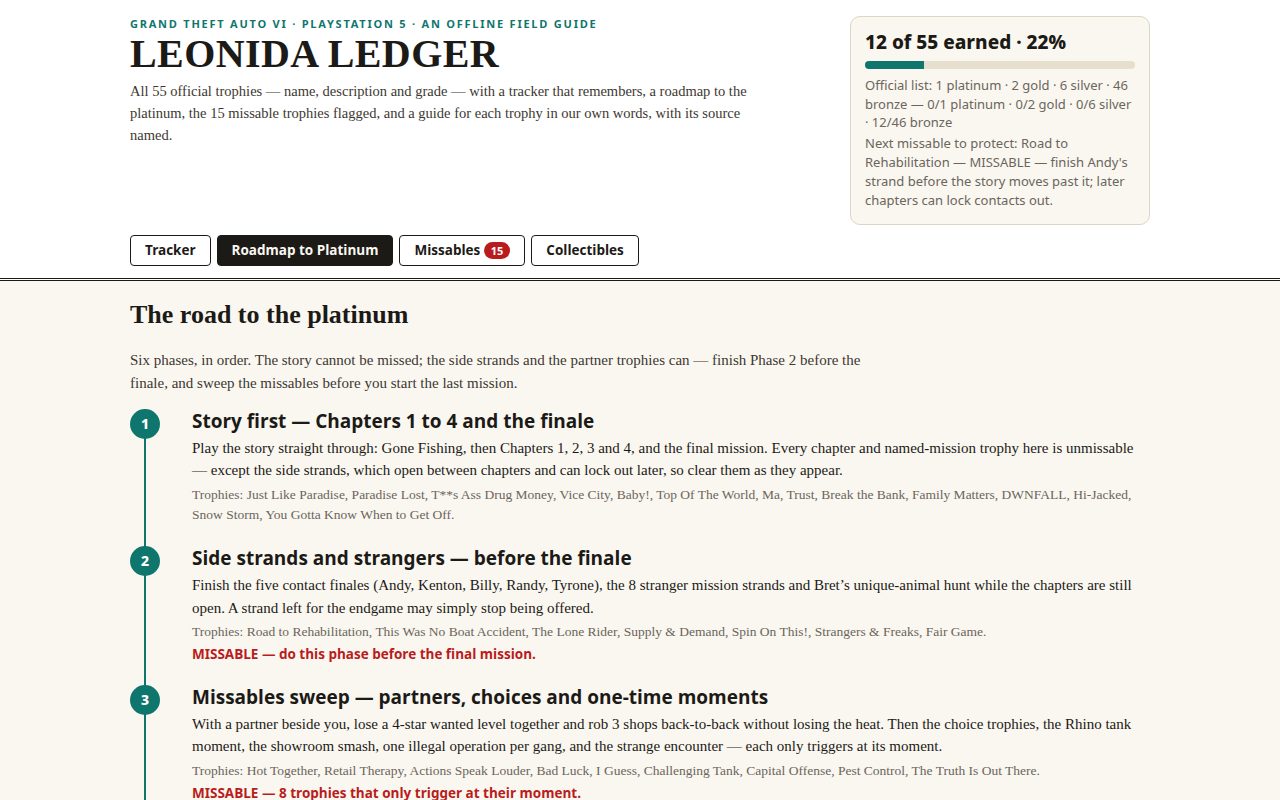 GRAND THEFT AUTO VI · PLAYSTATION 5 · AN OFFLINE FIELD GUIDE
LEONIDA LEDGER
All 55 official trophies — name, description and grade — with a tracker that remembers, a roadmap to the
platinum, the 15 missable trophies flagged, and a guide for each trophy in our own words, with its source
named.
12 of 55 earned · 22%
Official list: 1 platinum · 2 gold · 6 silver · 46
bronze — 0/1 platinum · 0/2 gold · 0/6 silver
· 12/46 bronze
Next missable to protect: Road to
Rehabilitation — MISSABLE — finish Andy's
strand before the story moves past it; later
chapters can lock contacts out.
Tracker
Roadmap to Platinum
Missables 15
Collectibles
The road to the platinum
Six phases, in order. The story cannot be missed; the side strands and the partner trophies can — finish Phase 2 before the
finale, and sweep the missables before you start the last mission.
1
Story first — Chapters 1 to 4 and the finale
Play the story straight through: Gone Fishing, then Chapters 1, 2, 3 and 4, and the final mission. Every chapter and named-mission trophy here is unmissable
— except the side strands, which open between chapters and can lock out later, so clear them as they appear.
Trophies: Just Like Paradise, Paradise Lost, T**s Ass Drug Money, Vice City, Baby!, Top Of The World, Ma, Trust, Break the Bank, Family Matters, DWNFALL, Hi-Jacked,
Snow Storm, You Gotta Know When to Get Off.
2
Side strands and strangers — before the finale
Finish the five contact finales (Andy, Kenton, Billy, Randy, Tyrone), the 8 stranger mission strands and Bret’s unique-animal hunt while the chapters are still
open. A strand left for the endgame may simply stop being offered.
Trophies: Road to Rehabilitation, This Was No Boat Accident, The Lone Rider, Supply & Demand, Spin On This!, Strangers & Freaks, Fair Game.
MISSABLE — do this phase before the final mission.
3
Missables sweep — partners, choices and one-time moments
With a partner beside you, lose a 4-star wanted level together and rob 3 shops back-to-back without losing the heat. Then the choice trophies, the Rhino tank
moment, the showroom smash, one illegal operation per gang, and the strange encounter — each only triggers at its moment.
Trophies: Hot Together, Retail Therapy, Actions Speak Louder, Bad Luck, I Guess, Challenging Tank, Capital Offense, Pest Control, The Truth Is Out There.
MISSABLE — 8 trophies that only trigger at their moment.